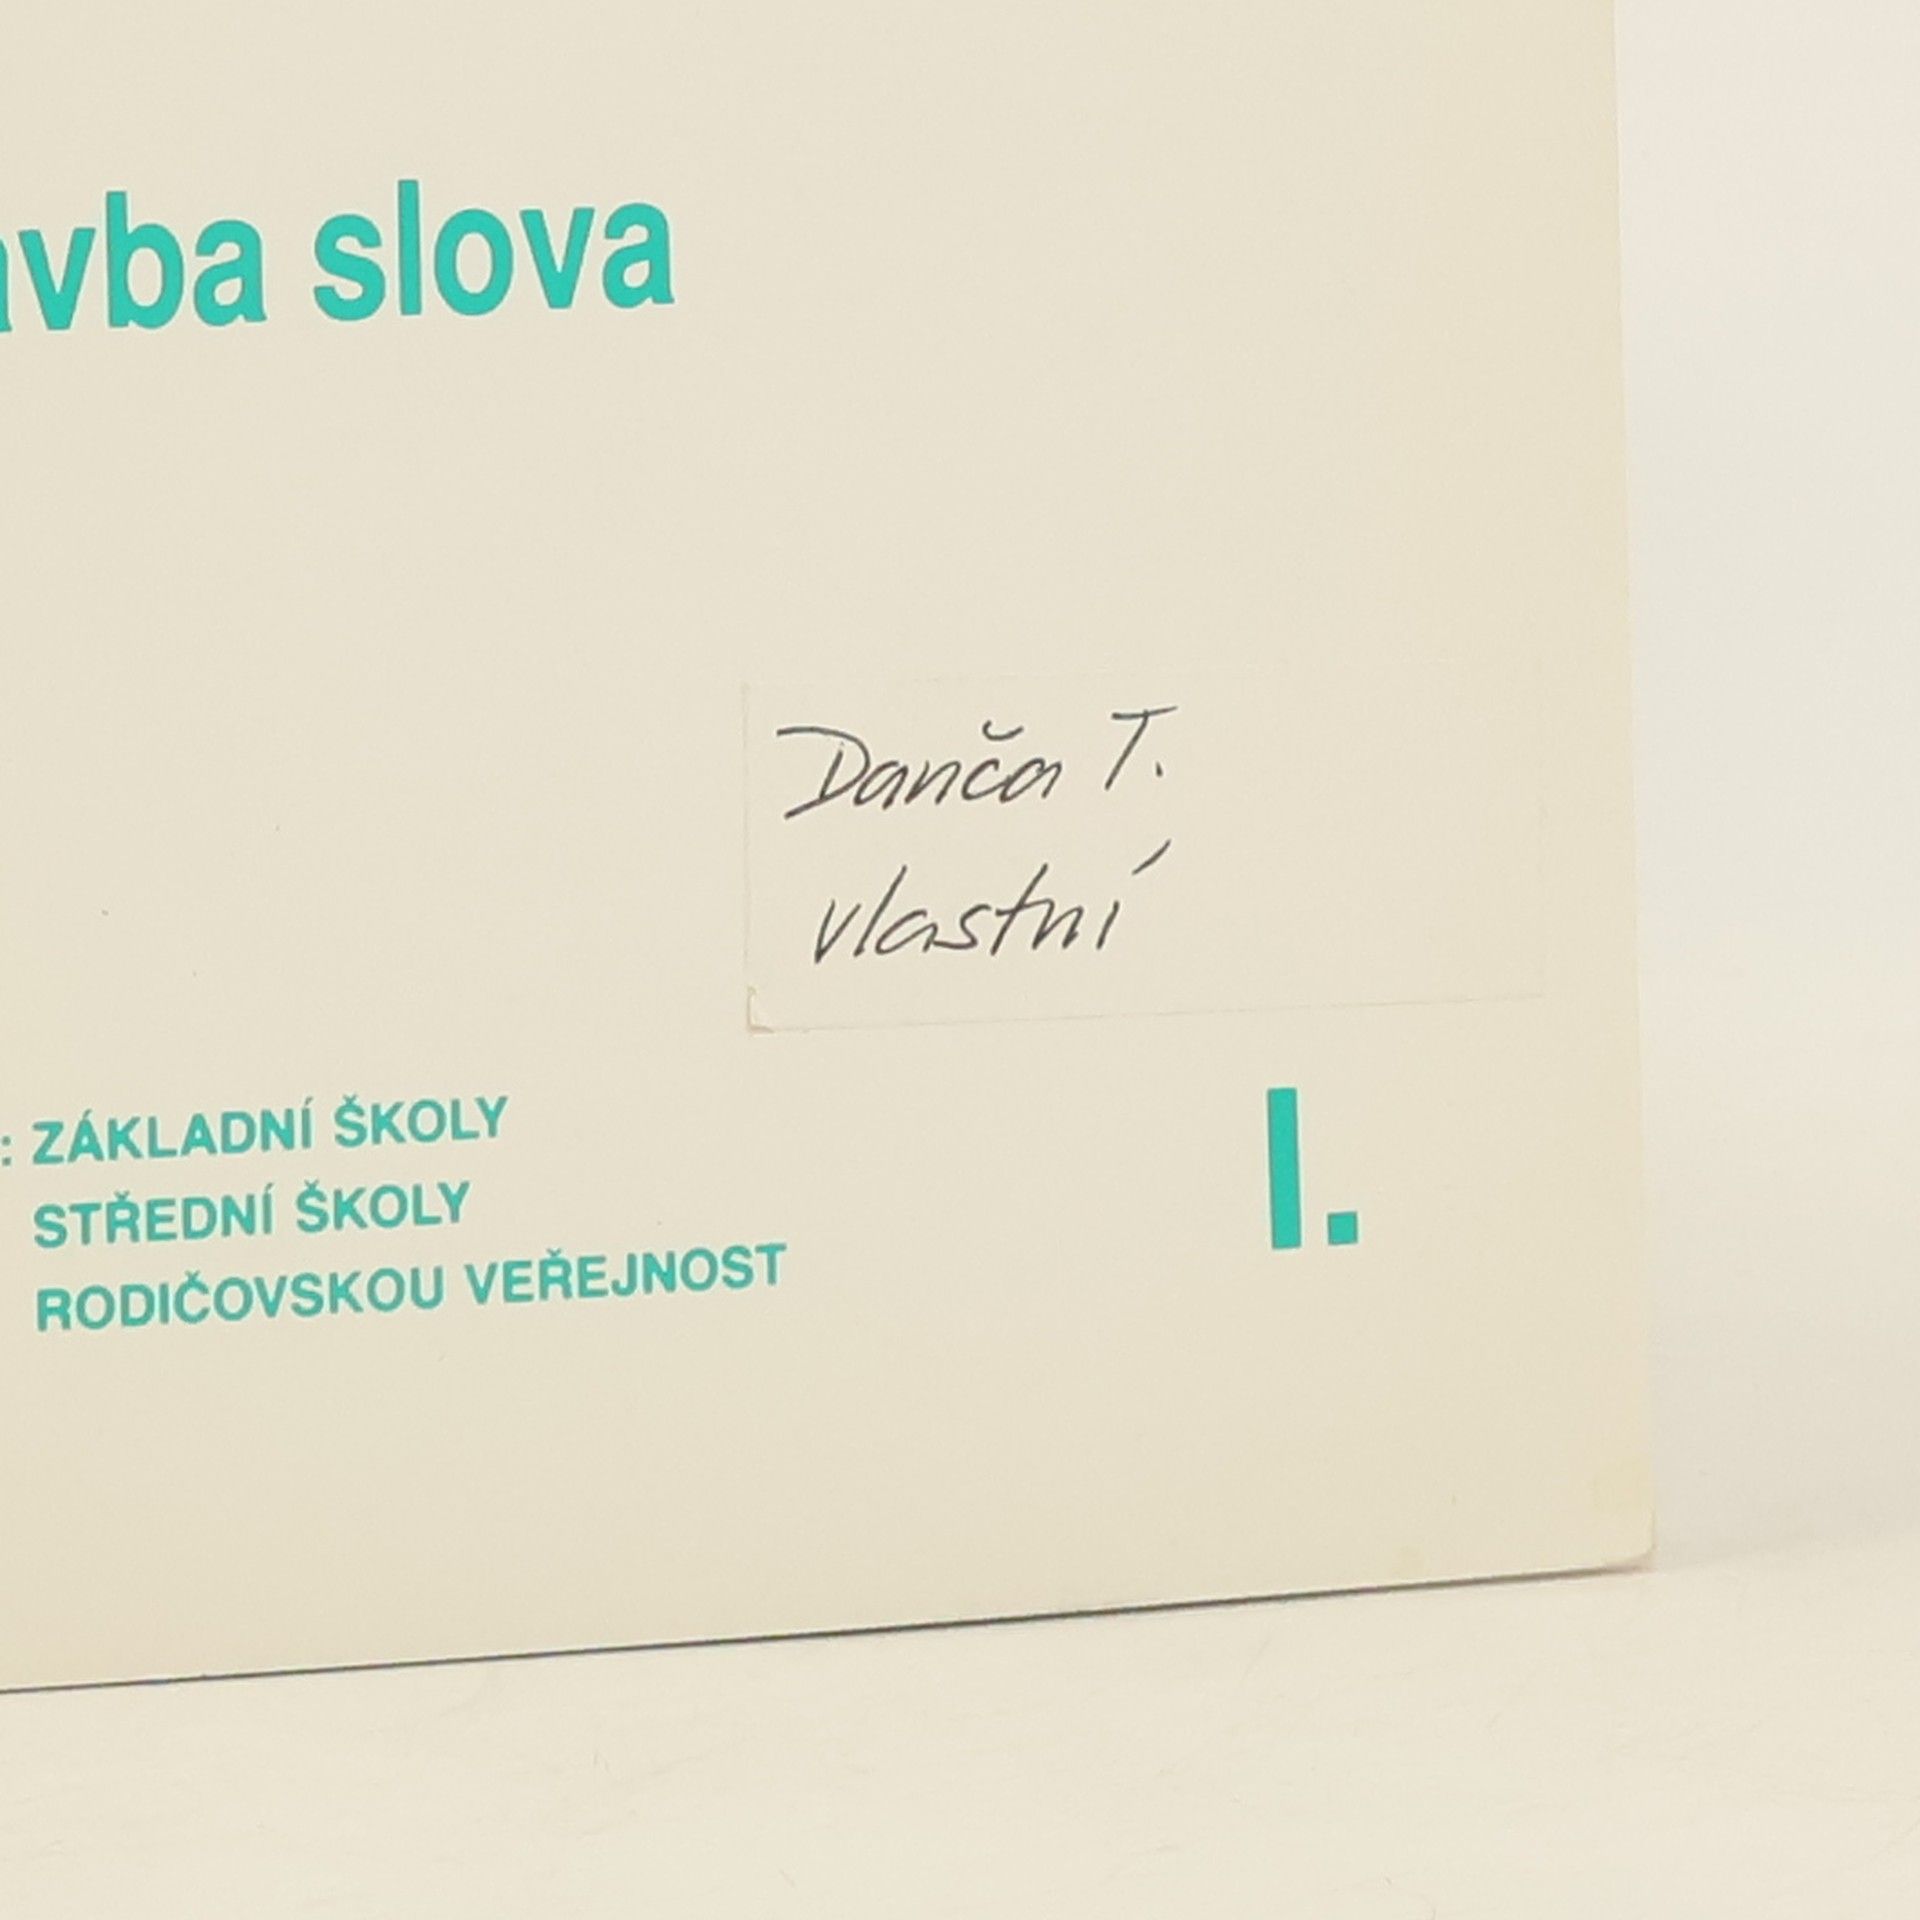 avba slova
Danča T.
vlastní
: ZÁKLADNÍ ŠKOLY
STŘEDNÍ ŠKOLY
RODIČOVSKOU VEŘEJNOST
I.